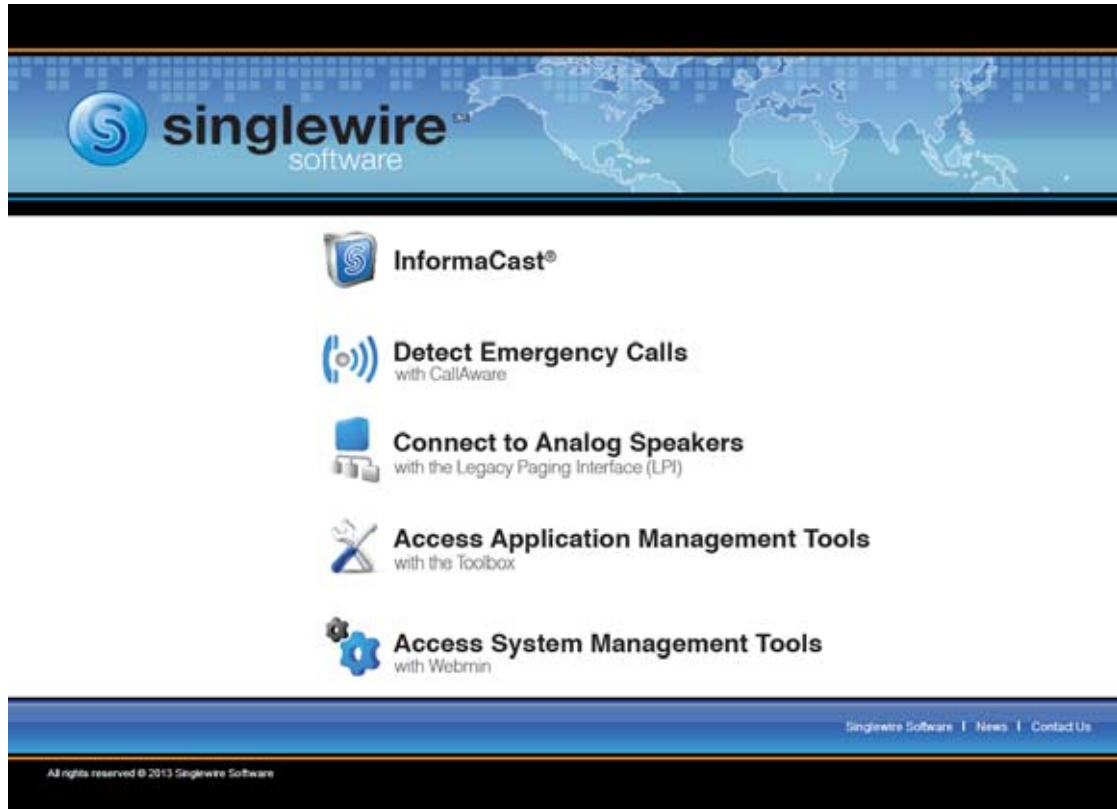 singlewire SM
software
InformaCast®
Detect Emergency Calls
with CallAware
Connect to Analog Speakers
with the Legacy Paging Interface (LPI)
Access Application Management Tools
with the Toolbox
Access System Management Tools
with Webmin
Singlewire Software | News | Contact Us
All rights reserved © 2013 Singlewire Software